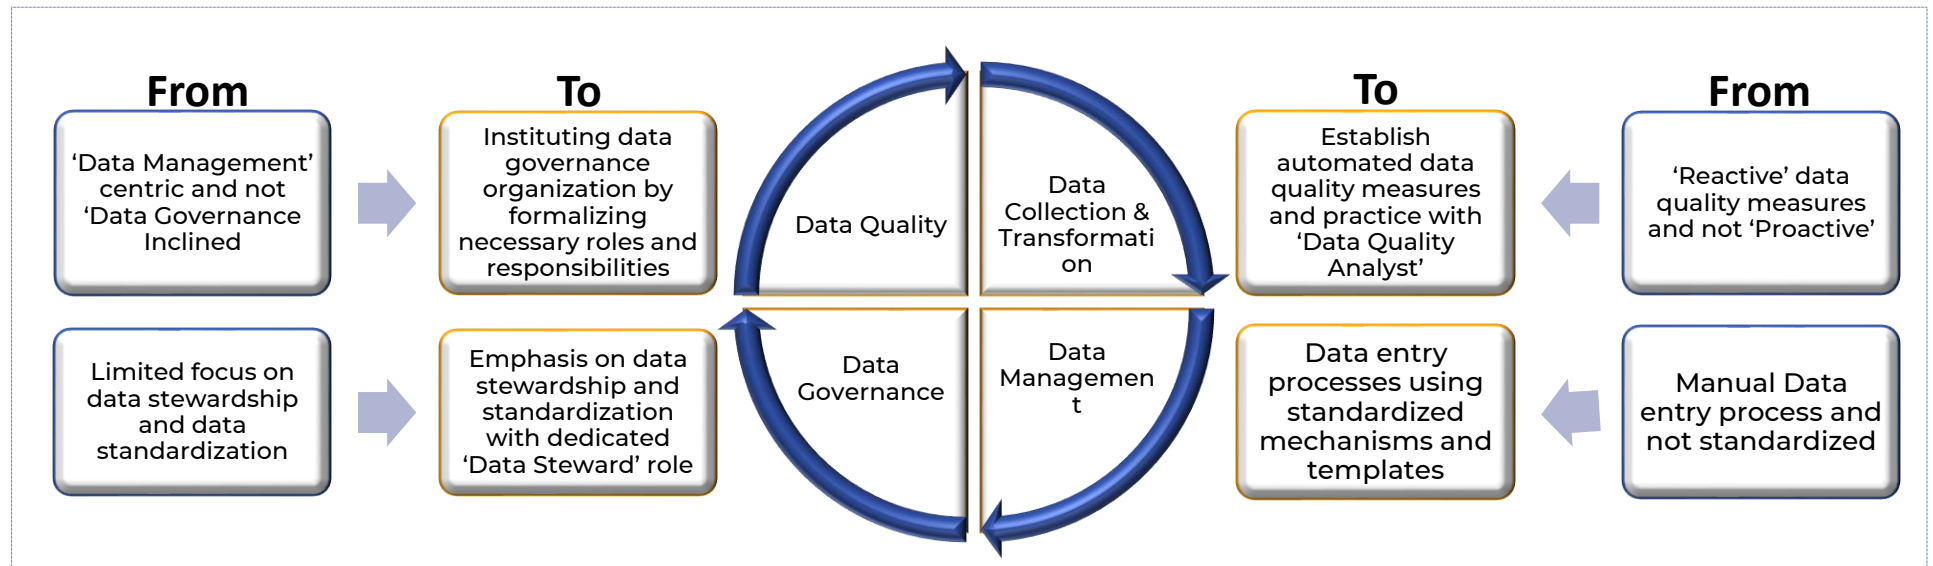 From
To
To
From
‘Data Management’
centric and not
‘Data Governance
Inclined
Instituting data
governance
organization by
formalizing
necessary roles and
responsibilities
Data Quality
Data
Collection &
Transformati
on
Establish
automated data
quality measures
and practice with
‘Data Quality
Analyst’
‘Reactive’ data
quality measures
and not ‘Proactive’
Limited focus on
data stewardship
and data
standardization
Emphasis on data
stewardship and
standardization
with dedicated
‘Data Steward’ role
Data
Governance
Data
Managemen
t
Data entry
processes using
standardized
mechanisms and
templates
Manual Data
entry process and
not standardized